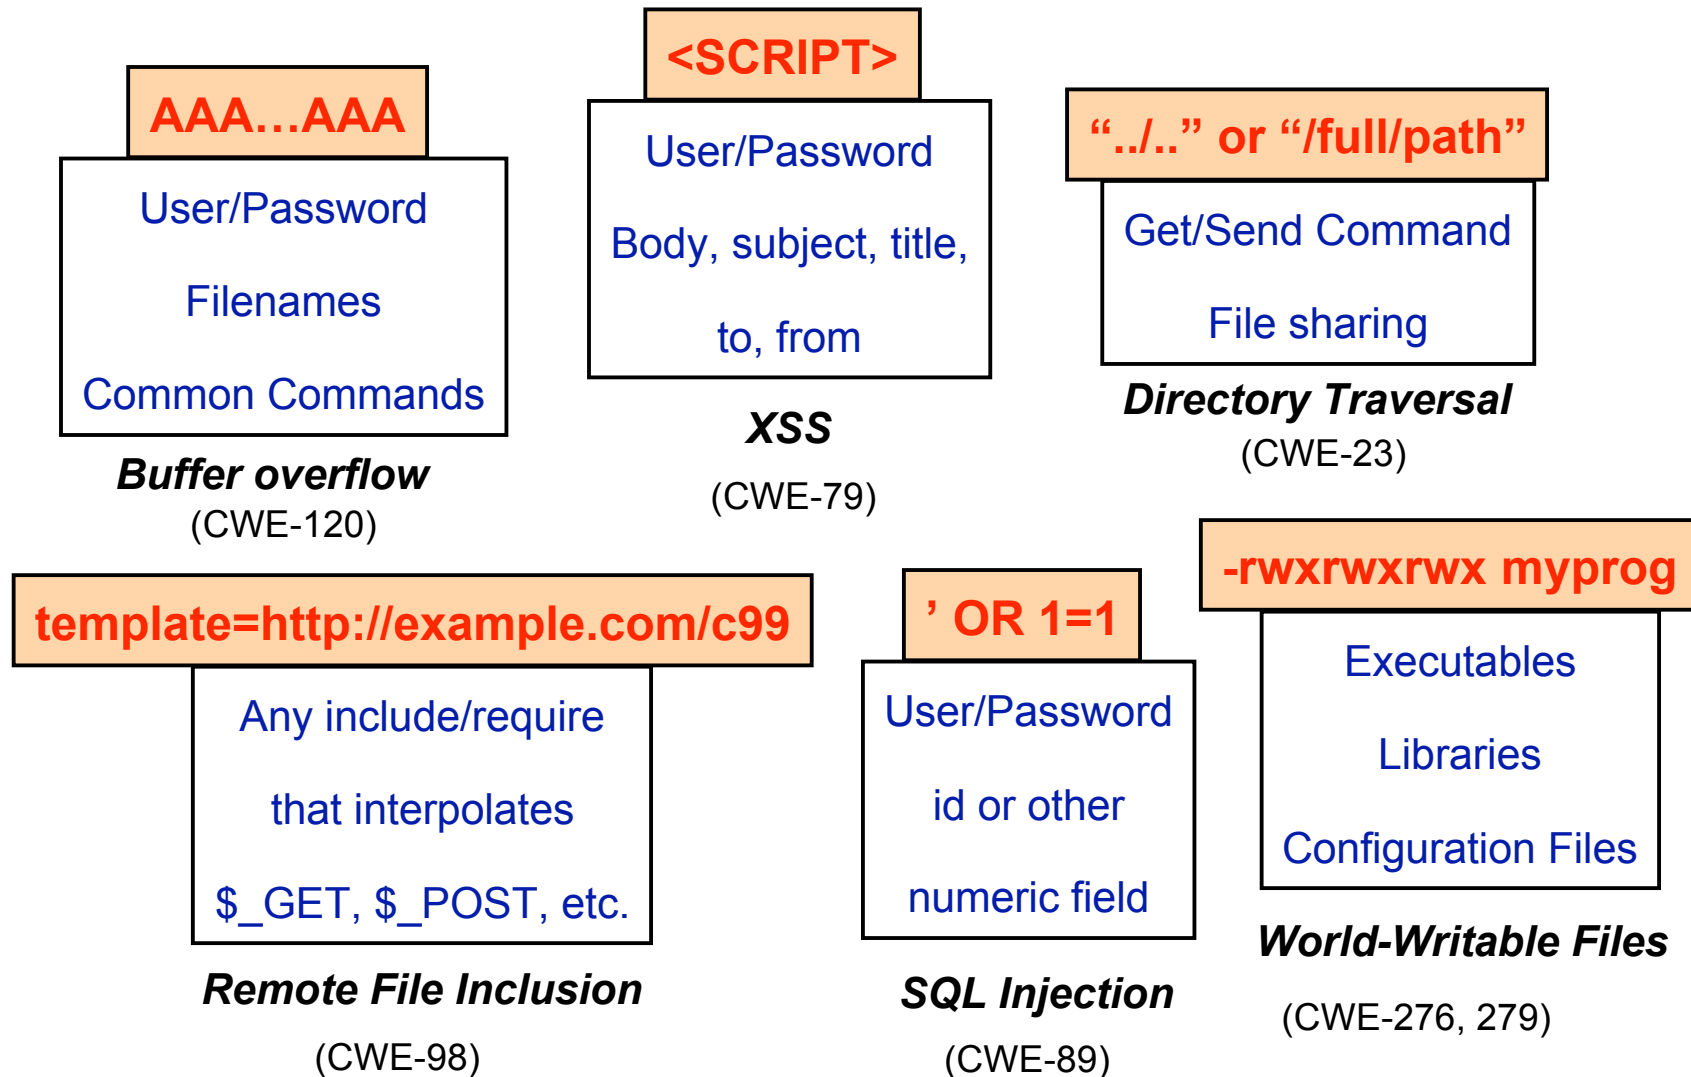 AAA…AAA
User/Password
Filenames
Common Commands
Buffer overflow
(CWE-120)
<SCRIPT>
User/Password
Body, subject, title,
to, from
XSS
(CWE-79)
“../..” or “/full/path”
Get/Send Command
File sharing
Directory Traversal
(CWE-23)
template=http://example.com/c99
Any include/require
that interpolates
$_GET, $_POST, etc.
Remote File Inclusion
(CWE-98)
’ OR 1=1
User/Password
id or other
numeric field
SQL Injection
(CWE-89)
-rwxrwxrwx myprog
Executables
Libraries
Configuration Files
World-Writable Files
(CWE-276, 279)